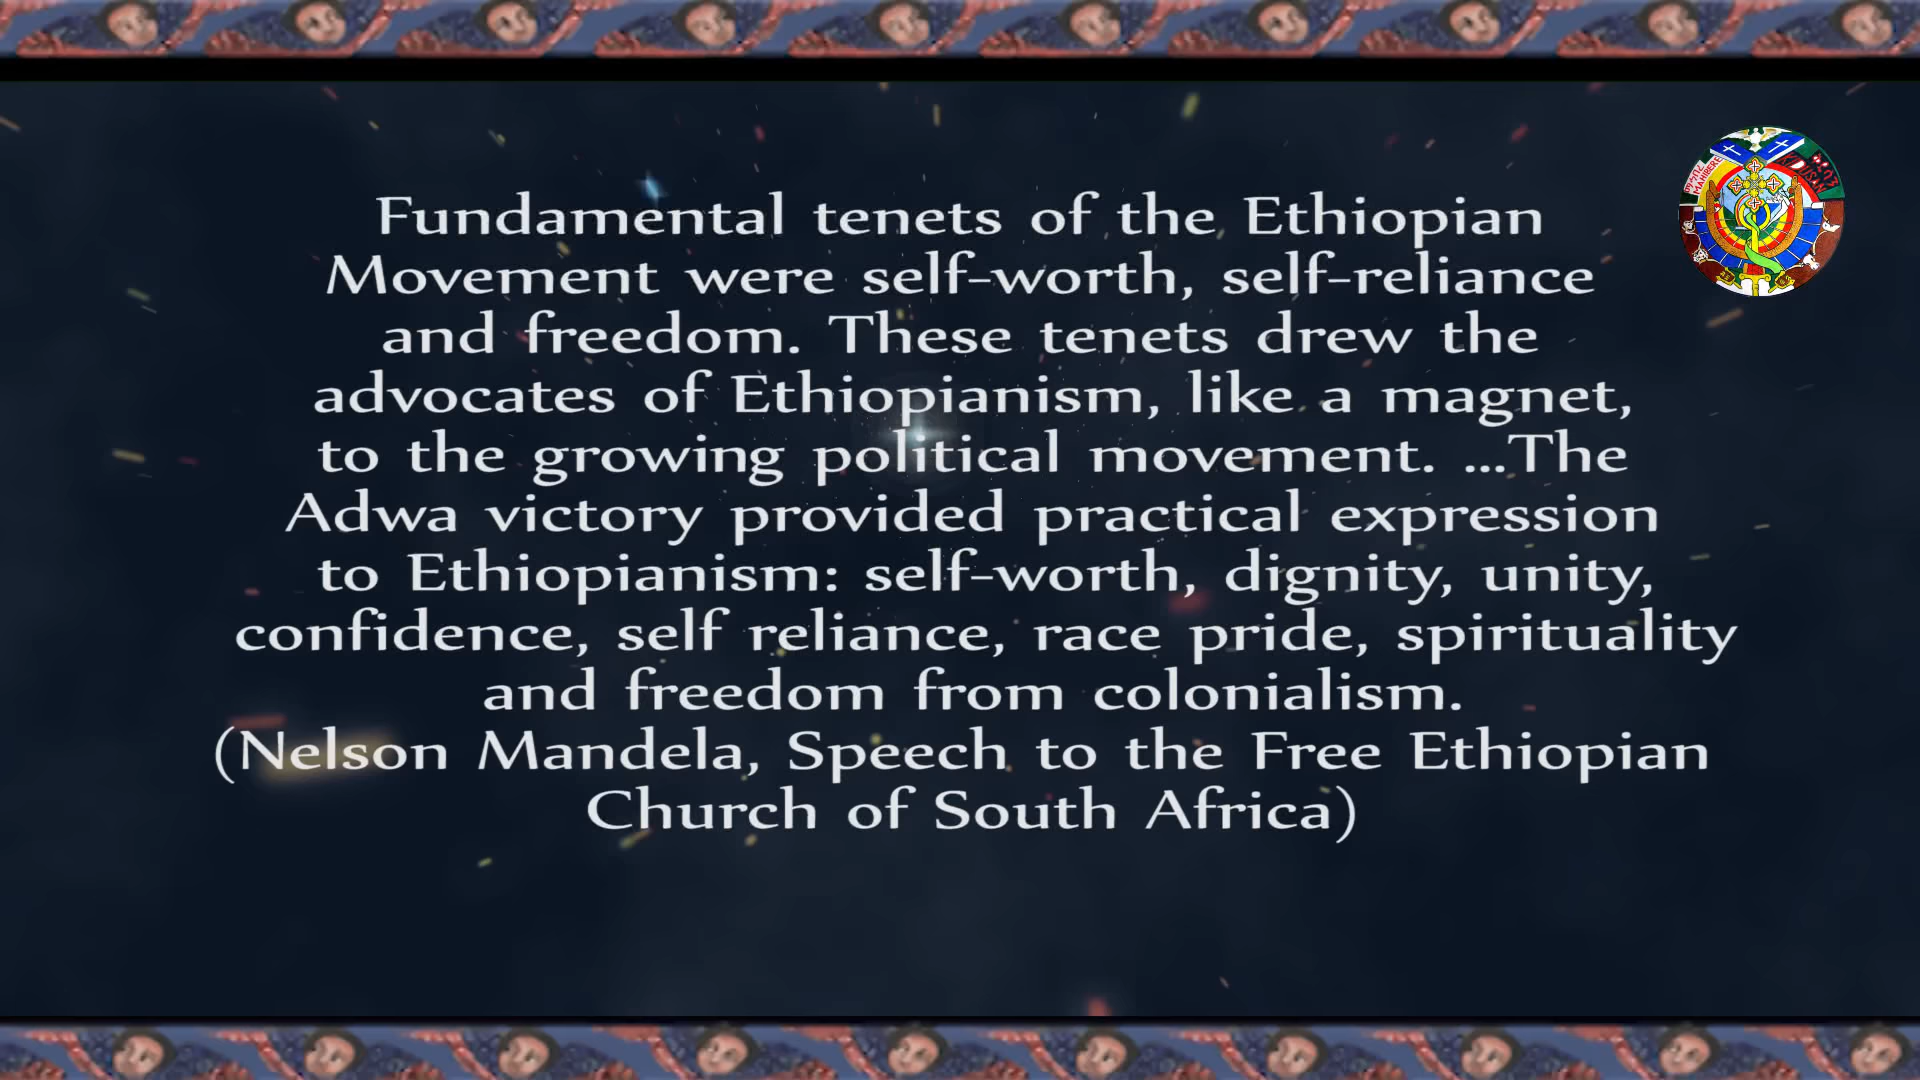 Fundamental tenets of the Ethiopian
Movement were self-worth, self-reliance
and freedom. These tenets drew the
advocates of Ethiopianism, like a magnet,
to the growing political movement. ...The
Adwa victory provided practical expression
to Ethiopianism: self-worth, dignity, unity,
confidence, self reliance, race pride, spirituality
and freedom from colonialism.
(Nelson Mandela, Speech to the Free Ethiopian
Church of South Africa)
MAHIBERE
KIDUSAN